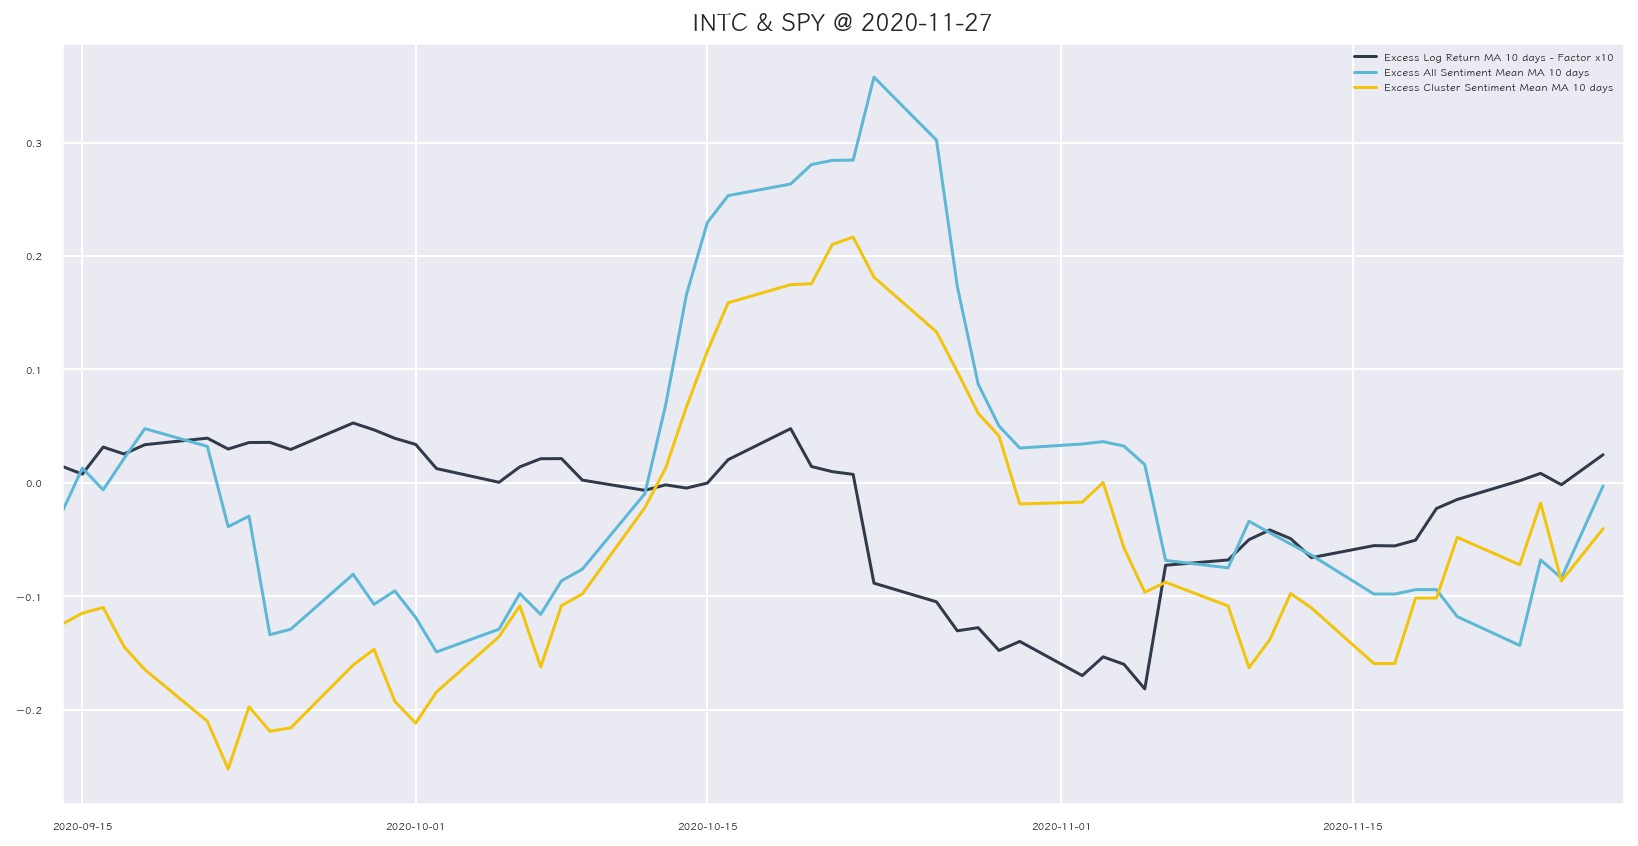 INTC & SPY @ 2020-11-27
Excess Log Return MA 10 days - Factor x10
Excess All Sentiment Mean MA 10 days
Excess Cluster Sentiment Mean MA 10 days
0.3
0.2
0.1
0.0
−0.1
−0.2
2020-09-15
2020-10-01
2020-10-15
2020-11-01
2020-11-15